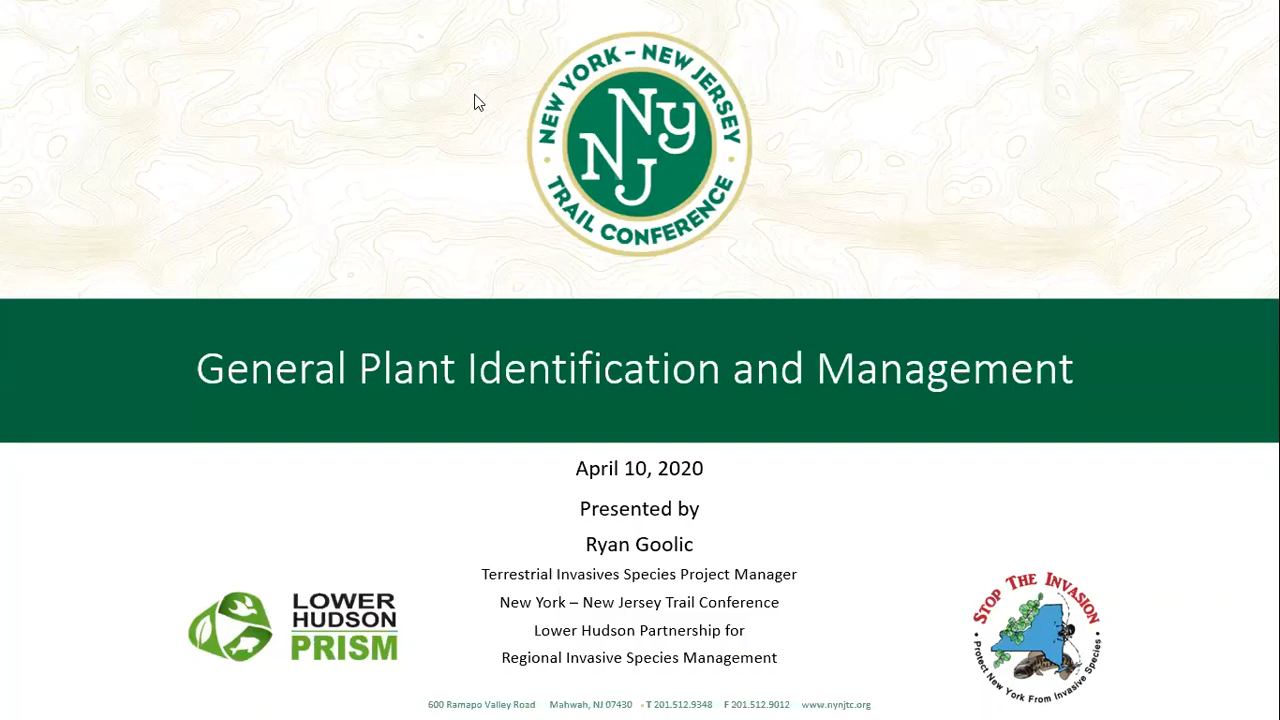 NEW YORK – NEW JERSEY
NY
NJ
TRAIL CONFERENCE
General Plant Identification and Management
April 10, 2020
Presented by
Ryan Goolic
Terrestrial Invasives Species Project Manager
New York – New Jersey Trail Conference
Lower Hudson Partnership for
Regional Invasive Species Management
LOWER
HUDSON
PRISM
STOP THE INVASION
• Protect New York From Invasive Species •
600 Ramapo Valley Road Mahwah, NJ 07430 • T 201.512.9348 F 201.512.9012 www.nynjtc.org